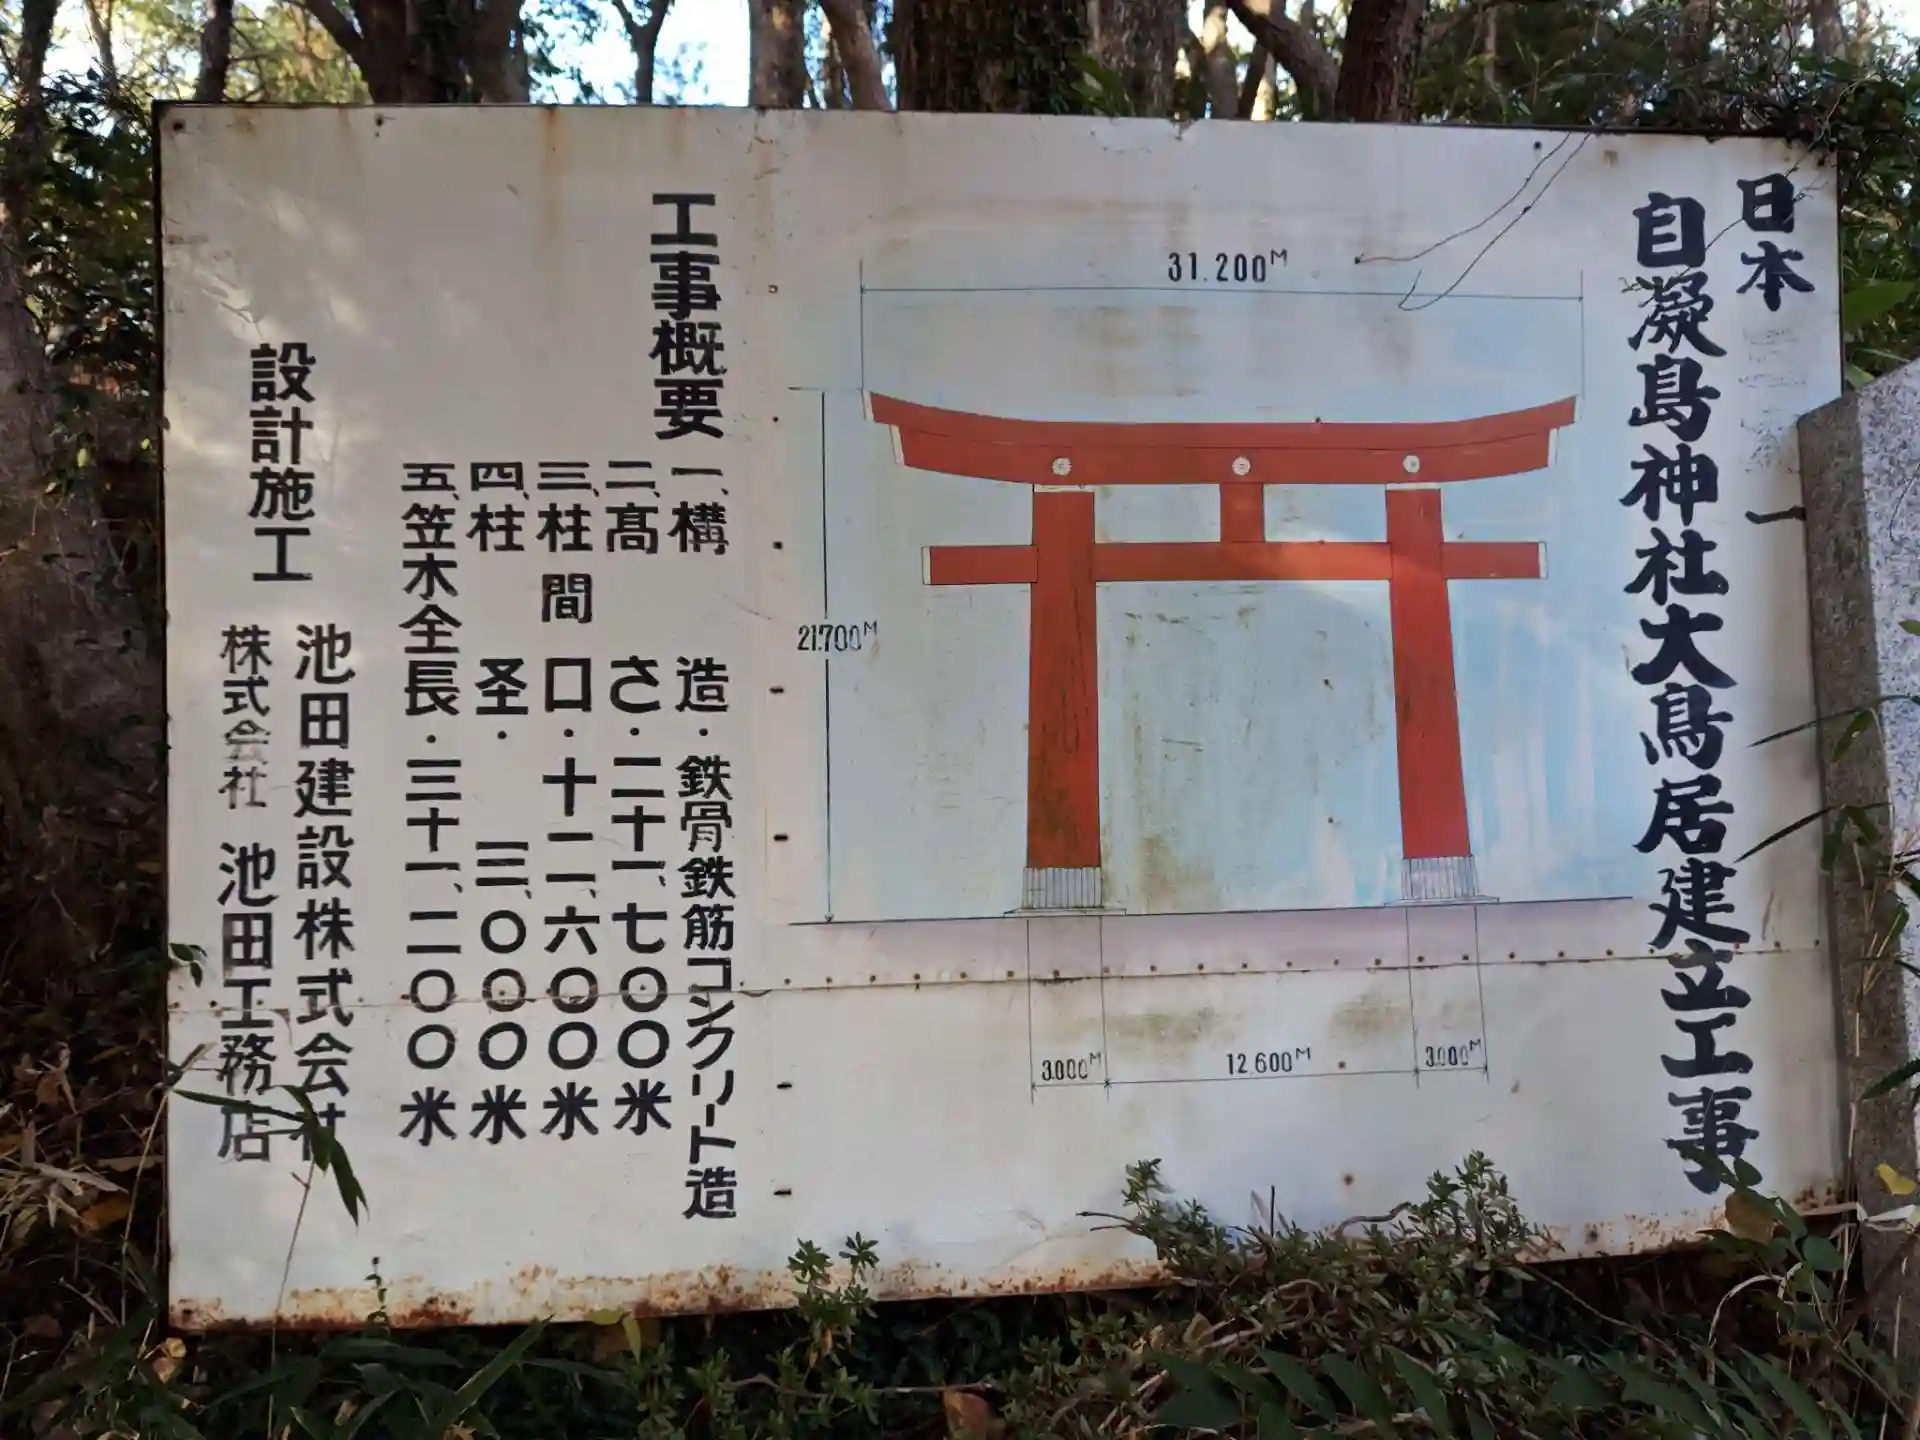 日本一
自凝島神社大鳥居建立工事
31.200M
21.700M
3.000M
12.600M
3.000M
工事概要
一、構造・鉄骨鉄筋コンクリート造
二、髙さ・二十一、七〇〇米
三、柱間口・十二、六〇〇米
四、柱圣・三、〇〇〇米
五、笠木全長・三十一、二〇〇米
設計施工
池田建設株式会社
株式会社池田工務店